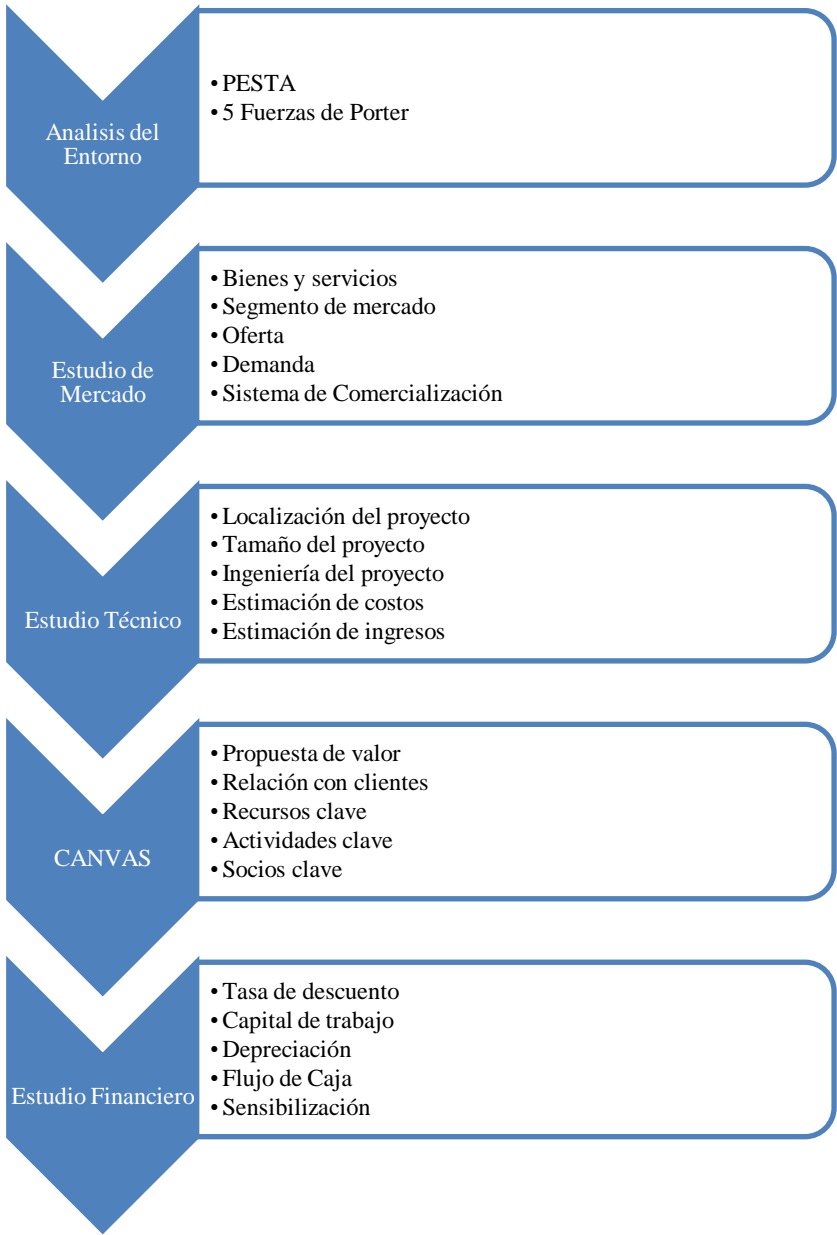 Analisis del
Entorno
• PESTA
• 5 Fuerzas de Porter
Estudio de
Mercado
• Bienes y servicios
• Segmento de mercado
• Oferta
• Demanda
• Sistema de Comercialización
Estudio Técnico
• Localización del proyecto
• Tamaño del proyecto
• Ingeniería del proyecto
• Estimación de costos
• Estimación de ingresos
CANVAS
• Propuesta de valor
• Relación con clientes
• Recursos clave
• Actividades clave
• Socios clave
Estudio Financiero
• Tasa de descuento
• Capital de trabajo
• Depreciación
• Flujo de Caja
• Sensibilización